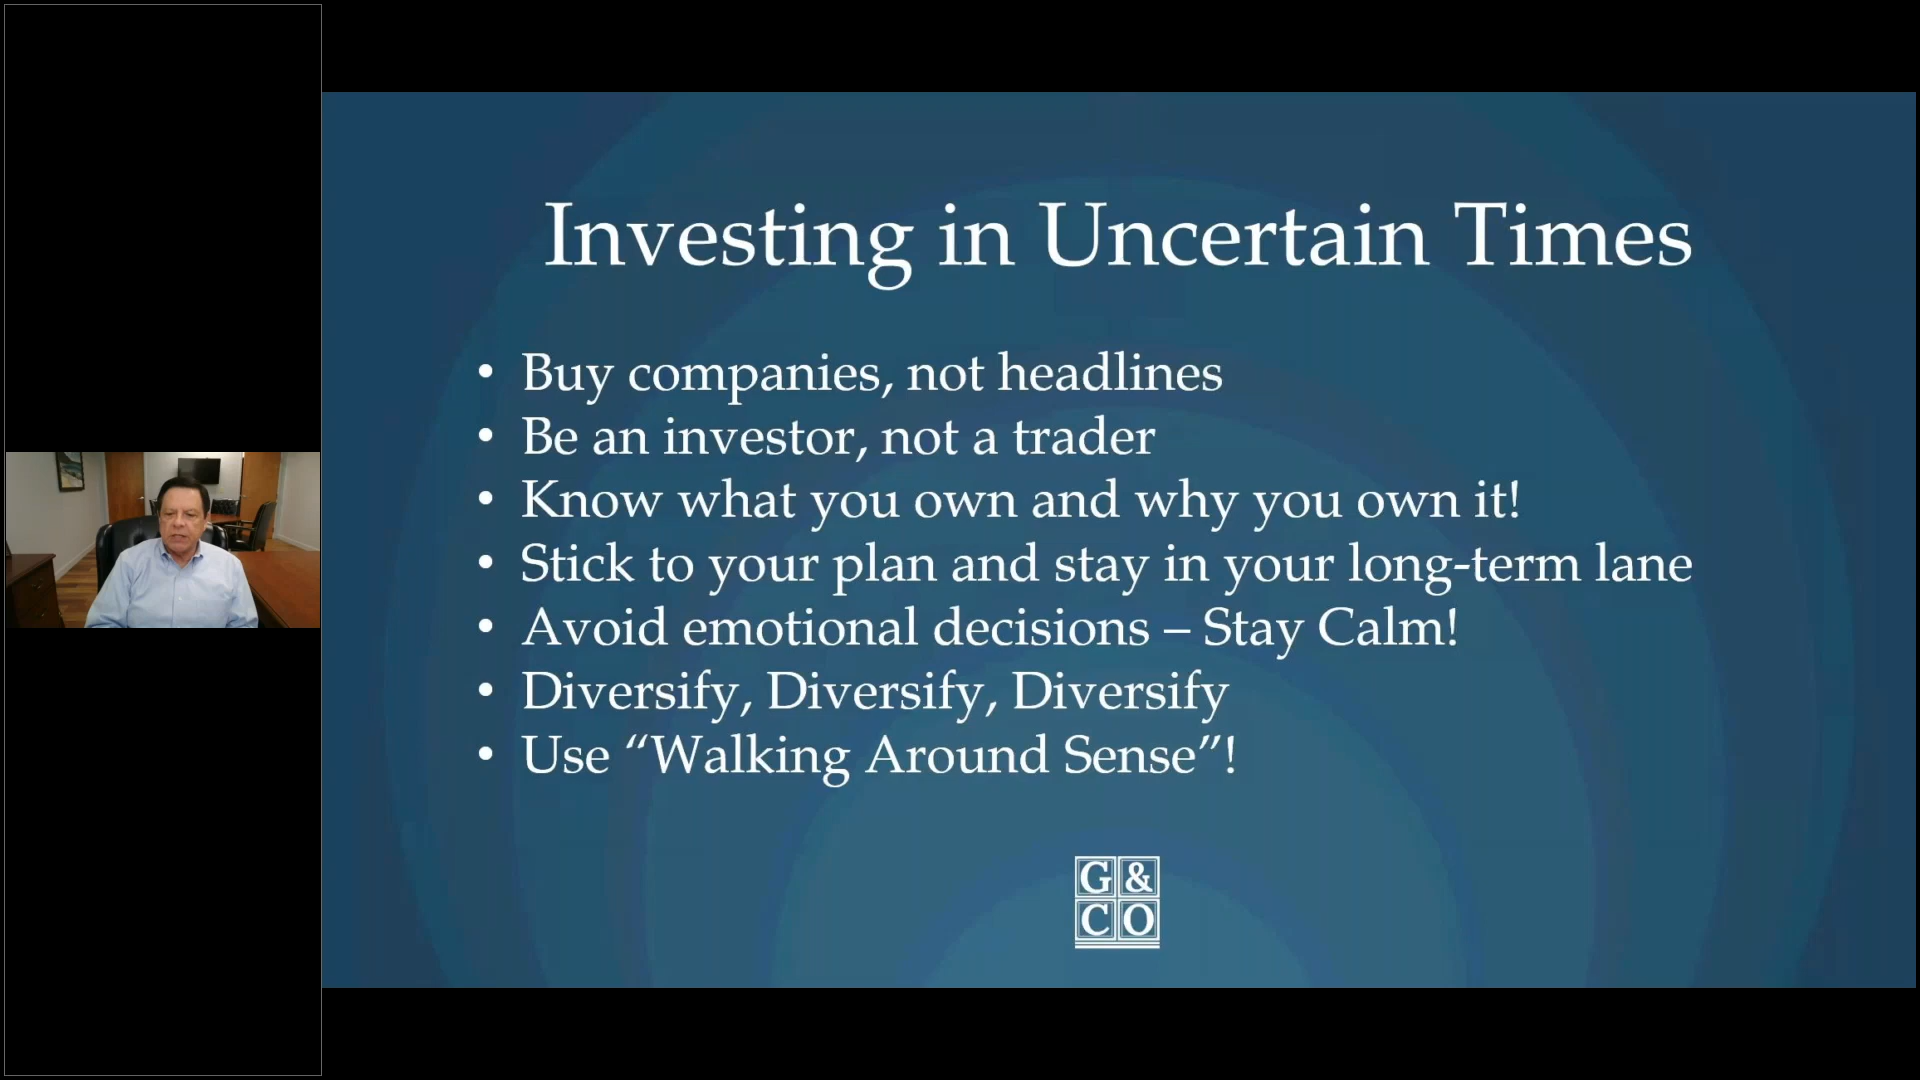 Investing in Uncertain Times
• Buy companies, not headlines
• Be an investor, not a trader
• Know what you own and why you own it!
• Stick to your plan and stay in your long-term lane
• Avoid emotional decisions – Stay Calm!
• Diversify, Diversify, Diversify
• Use “Walking Around Sense”!
G&
CO